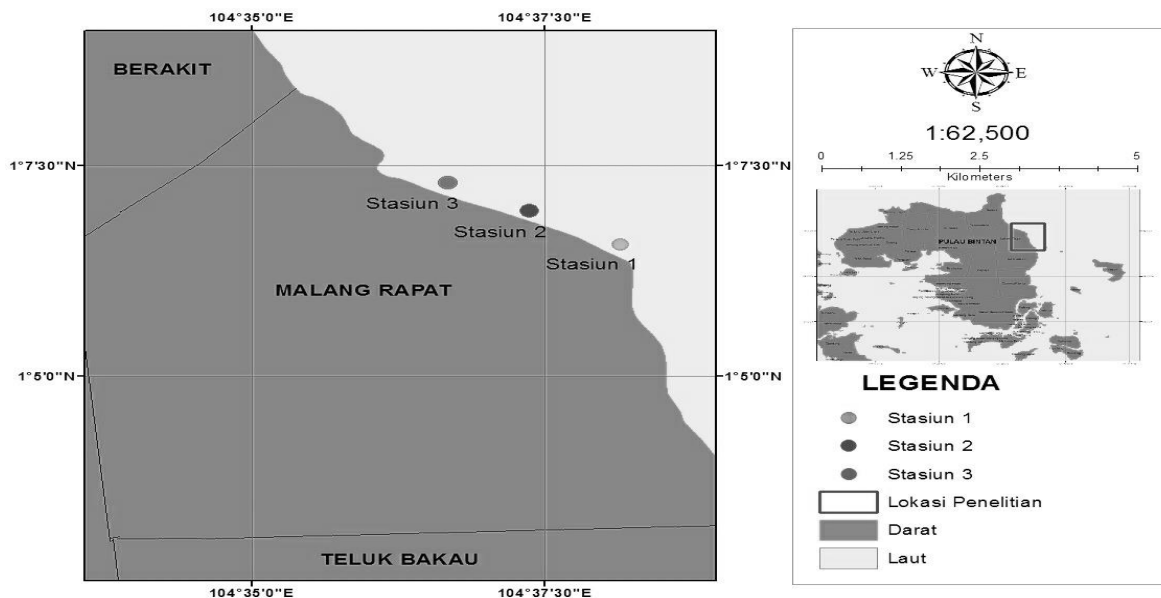 104°35'0"E
104°37'30"E
BERAKIT
1°7'30"N
1°7'30"N
Stasiun 3
Stasiun 2
Stasiun 1
MALANG RAPAT
1°5'0"N
1°5'0"N
TELUK BAKAU
104°35'0"E
104°37'30"E
N
W
E
S
1:62,500
0 1.25 2.5 5
Kilometers
PULAU BINTAN
LEGENDA
Stasiun 1
Stasiun 2
Stasiun 3
Lokasi Penelitian
Darat
Laut